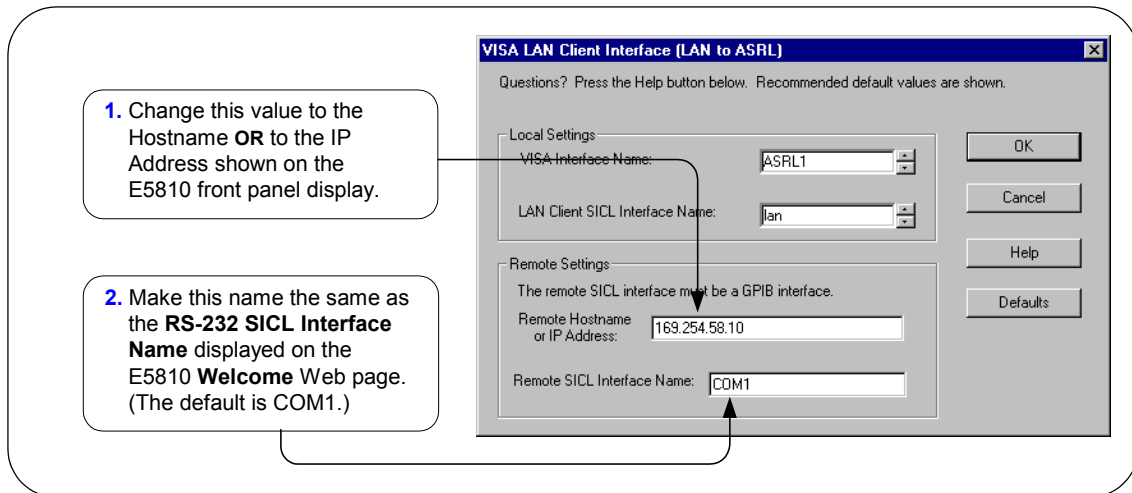 1. Change this value to the
Hostname OR to the IP
Address shown on the
E5810 front panel display.
2. Make this name the same as
the RS-232 SICL Interface
Name displayed on the
E5810 Welcome Web page.
(The default is COM1.)
VISA LAN Client Interface (LAN to ASRL)
Questions? Press the Help button below. Recommended default values are shown.
Local Settings
VISA Interface Name: ASRL1
LAN Client SICL Interface Name: lan
OK
Cancel
Help
Defaults
Remote Settings
The remote SICL interface must be a GPIB interface.
Remote Hostname
or IP Address: 169.254.58.10
Remote SICL Interface Name: COM1